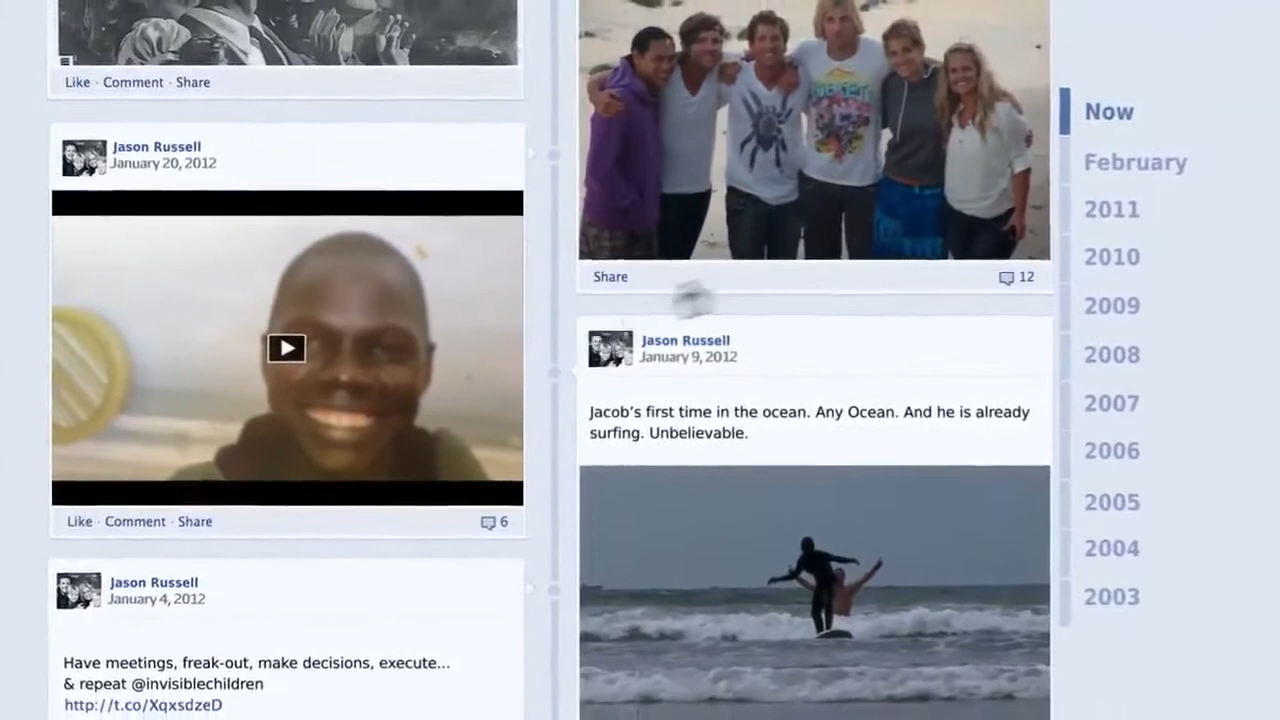 Like · Comment · Share
Jason Russell
January 20, 2012
Like · Comment · Share
6
Jason Russell
January 4, 2012
Have meetings, freak-out, make decisions, execute...
& repeat @invisiblechildren
http://t.co/XqxsdzeD
Share
12
Jason Russell
January 9, 2012
Jacob's first time in the ocean. Any Ocean. And he is already
surfing. Unbelievable.
Now
February
2011
2010
2009
2008
2007
2006
2005
2004
2003